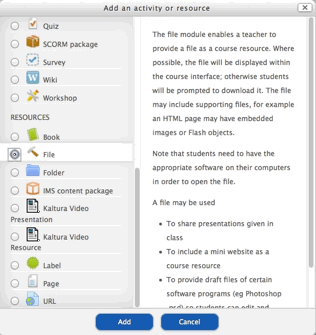 Add an activity or resource
Quiz
SCORM package
Survey
Wiki
Workshop
RESOURCES
Book
File
Folder
IMS content package
Kaltura Video
Presentation
Kaltura Video
Resource
Label
Page
URL
The file module enables a teacher to
provide a file as a course resource. Where
possible, the file will be displayed within
the course interface; otherwise students
will be prompted to download it. The file
may include supporting files, for example
an HTML page may have embedded
images or Flash objects.
Note that students need to have the
appropriate software on their computers
in order to open the file.
A file may be used
• To share presentations given in
class
• To include a mini website as a
course resource
• To provide draft files of certain
software programs (eg Photoshop
.psd) so students can edit and
Add
Cancel